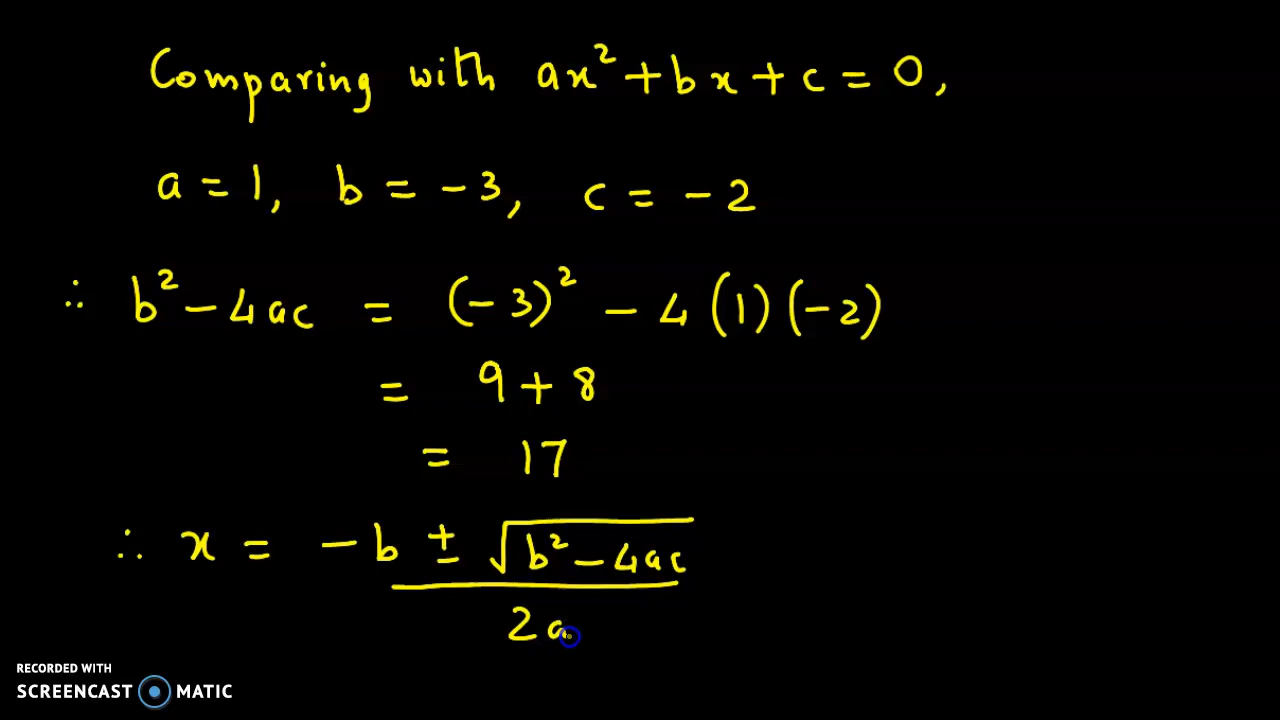 Comparing with ax² + bx + c = 0,
a = 1, b = -3, c = -2
∴ b² - 4ac = (-3)² - 4(1)(-2)
= 9 + 8
= 17
∴ x = -b ± √b² - 4ac
2a
RECORDED WITH
SCREENCAST MATIC